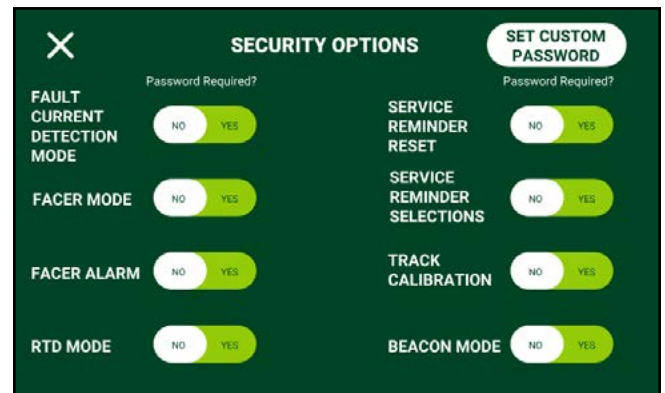 SECURITY OPTIONS
SET CUSTOM
PASSWORD
Password Required?
FAULT
CURRENT
DETECTION
MODE
NO YES
FACER MODE
NO YES
FACER ALARM
NO YES
RTD MODE
NO YES
Password Required?
SERVICE
REMINDER
RESET
NO YES
SERVICE
REMINDER
SELECTIONS
NO YES
TRACK
CALIBRATION
NO YES
BEACON MODE
NO YES